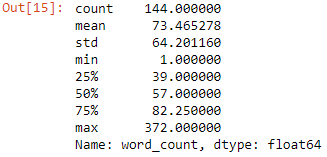 Out[15]: count 144.000000
mean 73.465278
std 64.201160
min 1.000000
25% 39.000000
50% 57.000000
75% 82.250000
max 372.000000
Name: word_count, dtype: float64